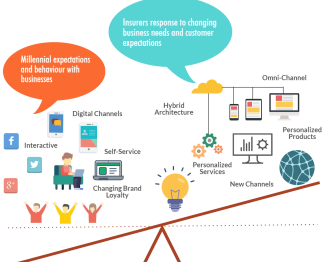 Insurers response to changing
business needs and customer
expectations
Millennial expectations
and behaviour with
businesses
Omni-Channel
Digital Channels
Hybrid
Architecture
Personalized
Products
Interactive
Self-Service
Personalized
Services
New Channels
Changing Brand
Loyalty